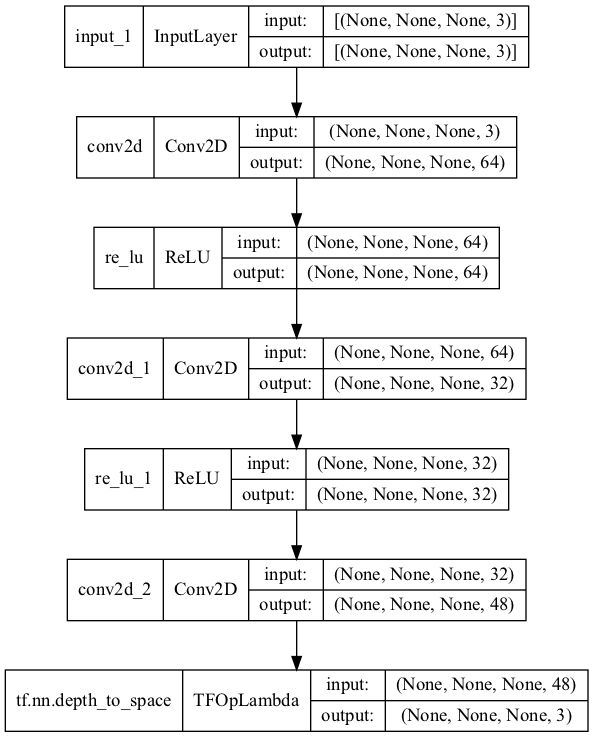 input_1 InputLayer input: [(None, None, None, 3)]
output: [(None, None, None, 3)]
conv2d Conv2D input: (None, None, None, 3)
output: (None, None, None, 64)
re_lu ReLU input: (None, None, None, 64)
output: (None, None, None, 64)
conv2d_1 Conv2D input: (None, None, None, 64)
output: (None, None, None, 32)
re_lu_1 ReLU input: (None, None, None, 32)
output: (None, None, None, 32)
conv2d_2 Conv2D input: (None, None, None, 32)
output: (None, None, None, 48)
tf.nn.depth_to_space TFOpLambda input: (None, None, None, 48)
output: (None, None, None, 3)